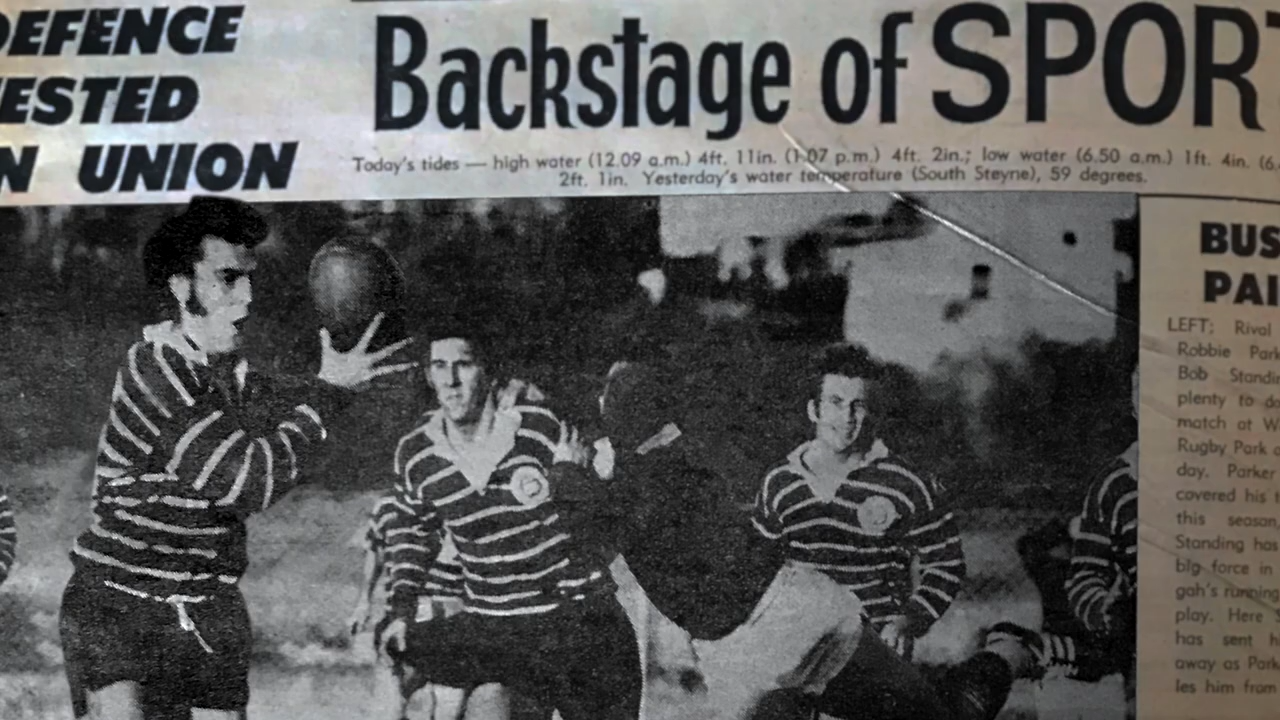 DEFENCE
ESTED
N UNION
Backstage of SPORT
Today's tides — high water (12.09 a.m.) 4ft. 11in. (1.07 p.m.) 4ft. 2in.; low water (6.50 a.m.) 1ft. 4in. (6.
2ft. 1in. Yesterday's water temperature (South Steyne), 59 degrees.
BUS
PAI
LEFT: Rival
Robbie Park
Bob Standi
plenty to d
match at W
Rugby Park o
day. Parker
covered his
this season
Standing has
big force in
gah's running
play. Here
has sent h
away as Park
les him from